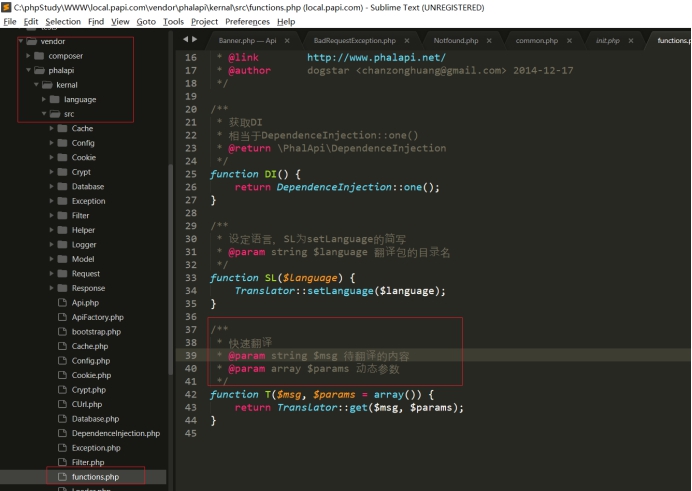 C:\phpStudy\WWW\local.papi.com\vendor\phalapi\kernal\src\functions.php (local.papi.com) - Sublime Text (UNREGISTERED)
File Edit Selection Find View Goto Tools Project Preferences Help
vendor
composer
phalapi
kernal
language
src
Cache
Config
Cookie
Crypt
Database
Exception
Filter
Helper
Logger
Model
Request
Response
Api.php
ApiFactory.php
bootstrap.php
Cache.php
Config.php
Cookie.php
Crypt.php
CUrl.php
Database.php
DependenceInjection.php
Exception.php
Filter.php
functions.php
Loader.php
Banner.php — Api × BadRequestException.php × Notfound.php × common.php × init.php × functions.p
16 * @link http://www.phalapi.net/
17 * @author dogstar <chanzonghuang@gmail.com> 2014-12-17
18 */
19
20 /**
21 * 获取DI
22 * 相当于DependenceInjection::one()
23 * @return \PhalApi\DependenceInjection
24 */
25 function DI() {
26 return DependenceInjection::one();
27 }
28
29 /**
30 * 设定语言，SL为setLanguage的简写
31 * @param string $language 翻译包的目录名
32 */
33 function SL($language) {
34 Translator::setLanguage($language);
35 }
36
37 /**
38 * 快速翻译
39 * @param string $msg 待翻译的内容
40 * @param array $params 动态参数
41 */
42 function T($msg, $params = array()) {
43 return Translator::get($msg, $params);
44 }
45